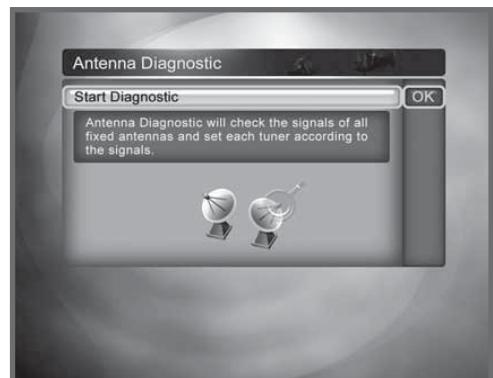 Antenna Diagnostic
Start Diagnostic
OK
Antenna Diagnostic will check the signals of all
fixed antennas and set each tuner according to
the signals.